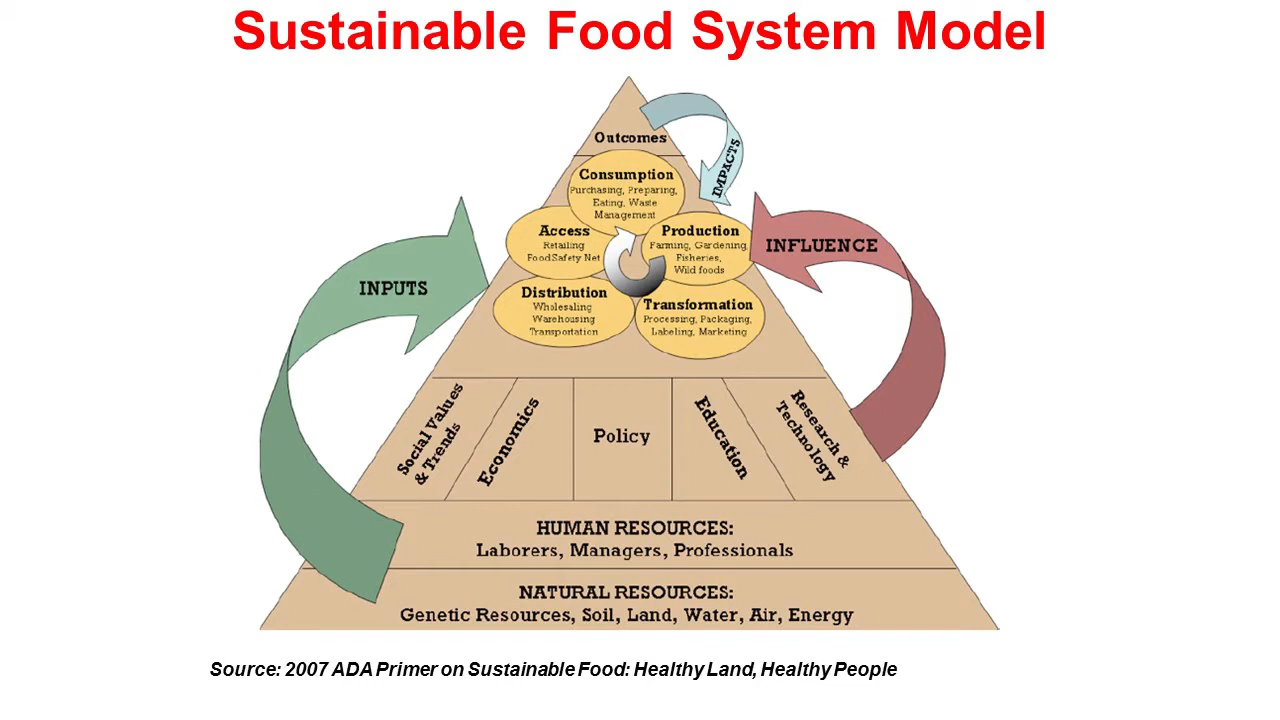 Sustainable Food System Model
Outcomes
IMPACTS
Consumption
Purchasing, Preparing,
Eating, Waste
Management
Access
Retailing
Food Safety Net
Production
Farming, Gardening,
Fisheries,
Wild foods
INFLUENCE
INPUTS
Distribution
Wholesaling
Warehousing
Transportation
Transformation
Processing, Packaging,
Labeling, Marketing
Social Values
& Trends
Economics
Policy
Education
Research &
Technology
HUMAN RESOURCES:
Laborers, Managers, Professionals
NATURAL RESOURCES:
Genetic Resources, Soil, Land, Water, Air, Energy
Source: 2007 ADA Primer on Sustainable Food: Healthy Land, Healthy People